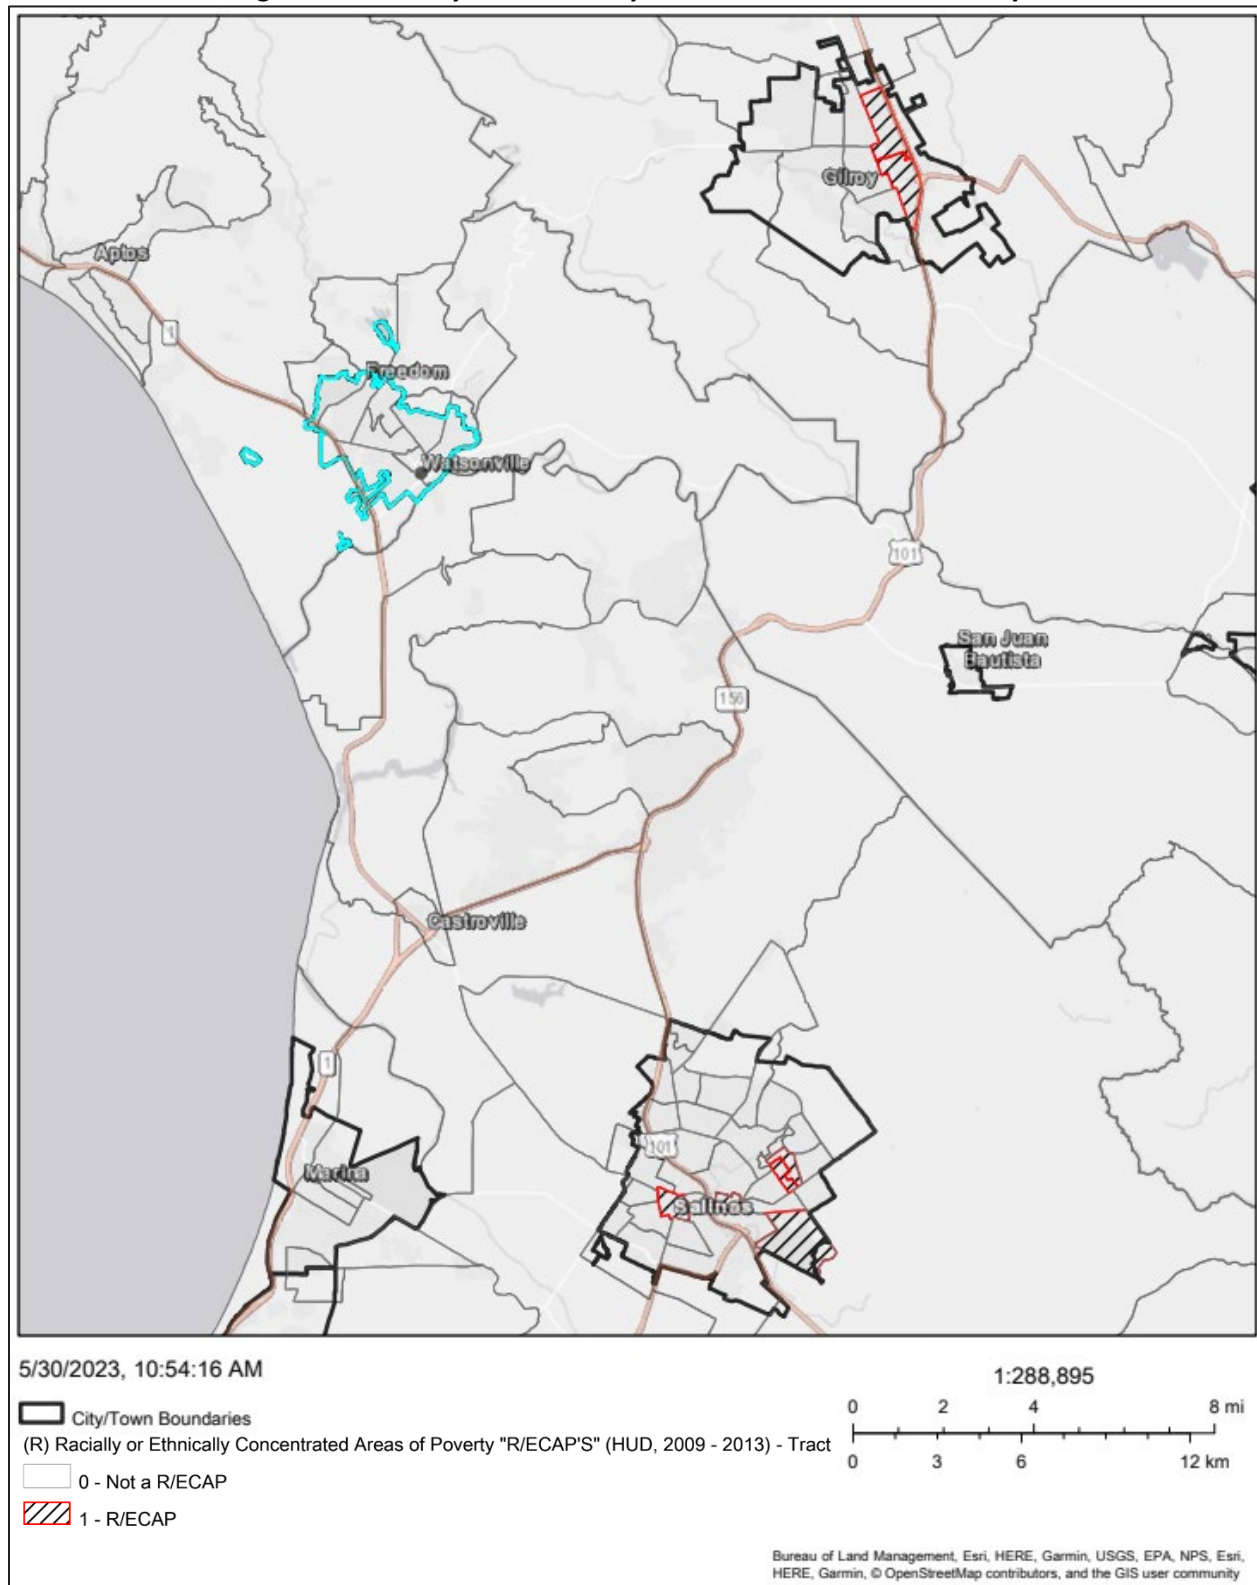 Gilroy
Aptos
1
Freedom
Watsonville
101
San Juan
Bautista
156
Castroville
1
101
Marina
Salinas
5/30/2023, 10:54:16 AM
1:288,895
0 2 4 8 mi
0 3 6 12 km
City/Town Boundaries
(R) Racially or Ethnically Concentrated Areas of Poverty "R/ECAP'S" (HUD, 2009 - 2013) - Tract
0 - Not a R/ECAP
1 - R/ECAP
Bureau of Land Management, Esri, HERE, Garmin, USGS, EPA, NPS, Esri,
HERE, Garmin, © OpenStreetMap contributors, and the GIS user community